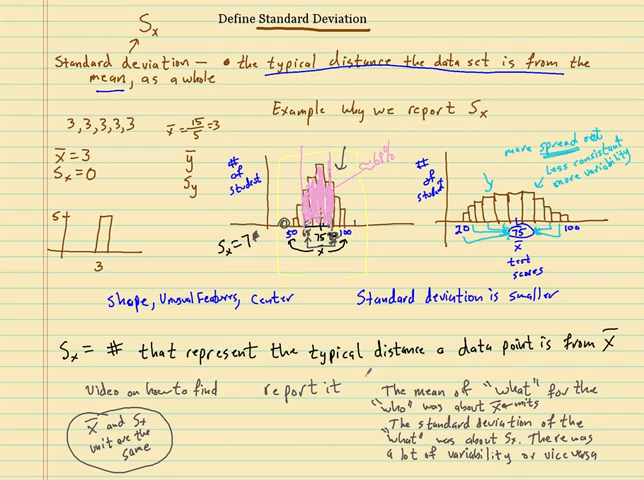 Define Standard Deviation
Sx
Standard deviation — • the typical distance the data set is from the
mean, as a whole
Example why we report Sx
3,3,3,3,3
x̄ = 15/5 = 3
x̄ = 3
Sx = 0
ȳ
Sy
5
3
#
of
student
≈68%
Sx = 7
50
75
100
x̄
#
of
student
more spread out
Less consistant
more variability
20
75
100
x̄
test
scores
Shape, Unusual Features, Center
Standard deviation is smaller
Sx = # that represent the typical distance a data point is from x̄
Video on how to find
report it
x̄ and Sx
unit are the
same
The mean of "what" for the
"who" was about x̄ units
The standard deviation of the
"what" was about Sx. There was
a lot of variability or vice versa